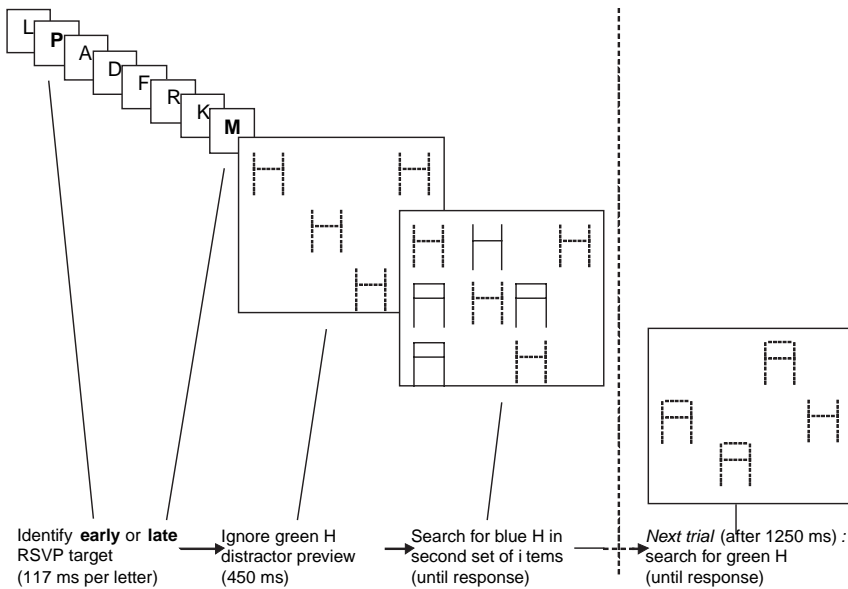 L
P
A
D
F
R
K
M
Identify early or late
RSVP target
(117 ms per letter)
Ignore green H
distractor preview
(450 ms)
Search for blue H in
second set of i tems
(until response)
Next trial (after 1250 ms) :
search for green H
(until response)